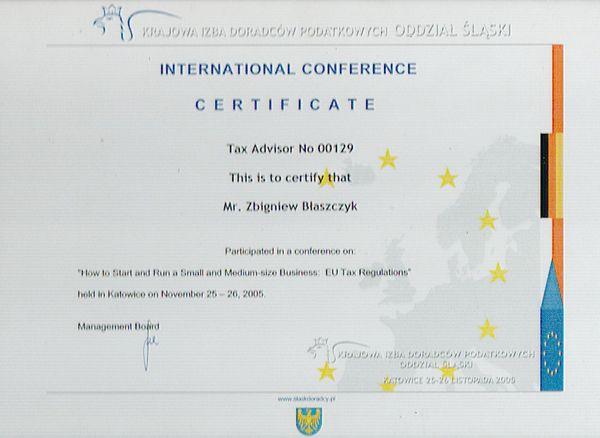 KRAJOWA IZBA DORADCÓW PODATKOWYCH ODDZIAŁ ŚLĄSKI
INTERNATIONAL CONFERENCE
CERTIFICATE
Tax Advisor No 00129
This is to certify that
Mr. Zbigniew Błaszczyk
Participated in a conference on:
"How to Start and Run a Small and Medium-size Business: EU Tax Regulations"
held in Katowice on November 25 – 26, 2005.
Management Board
KRAJOWA IZBA DORADCÓW PODATKOWYCH
ODDZIAŁ ŚLĄSKI
KATOWICE 25-26 LISTOPADA 2005
www.slaskdoradcy.pl